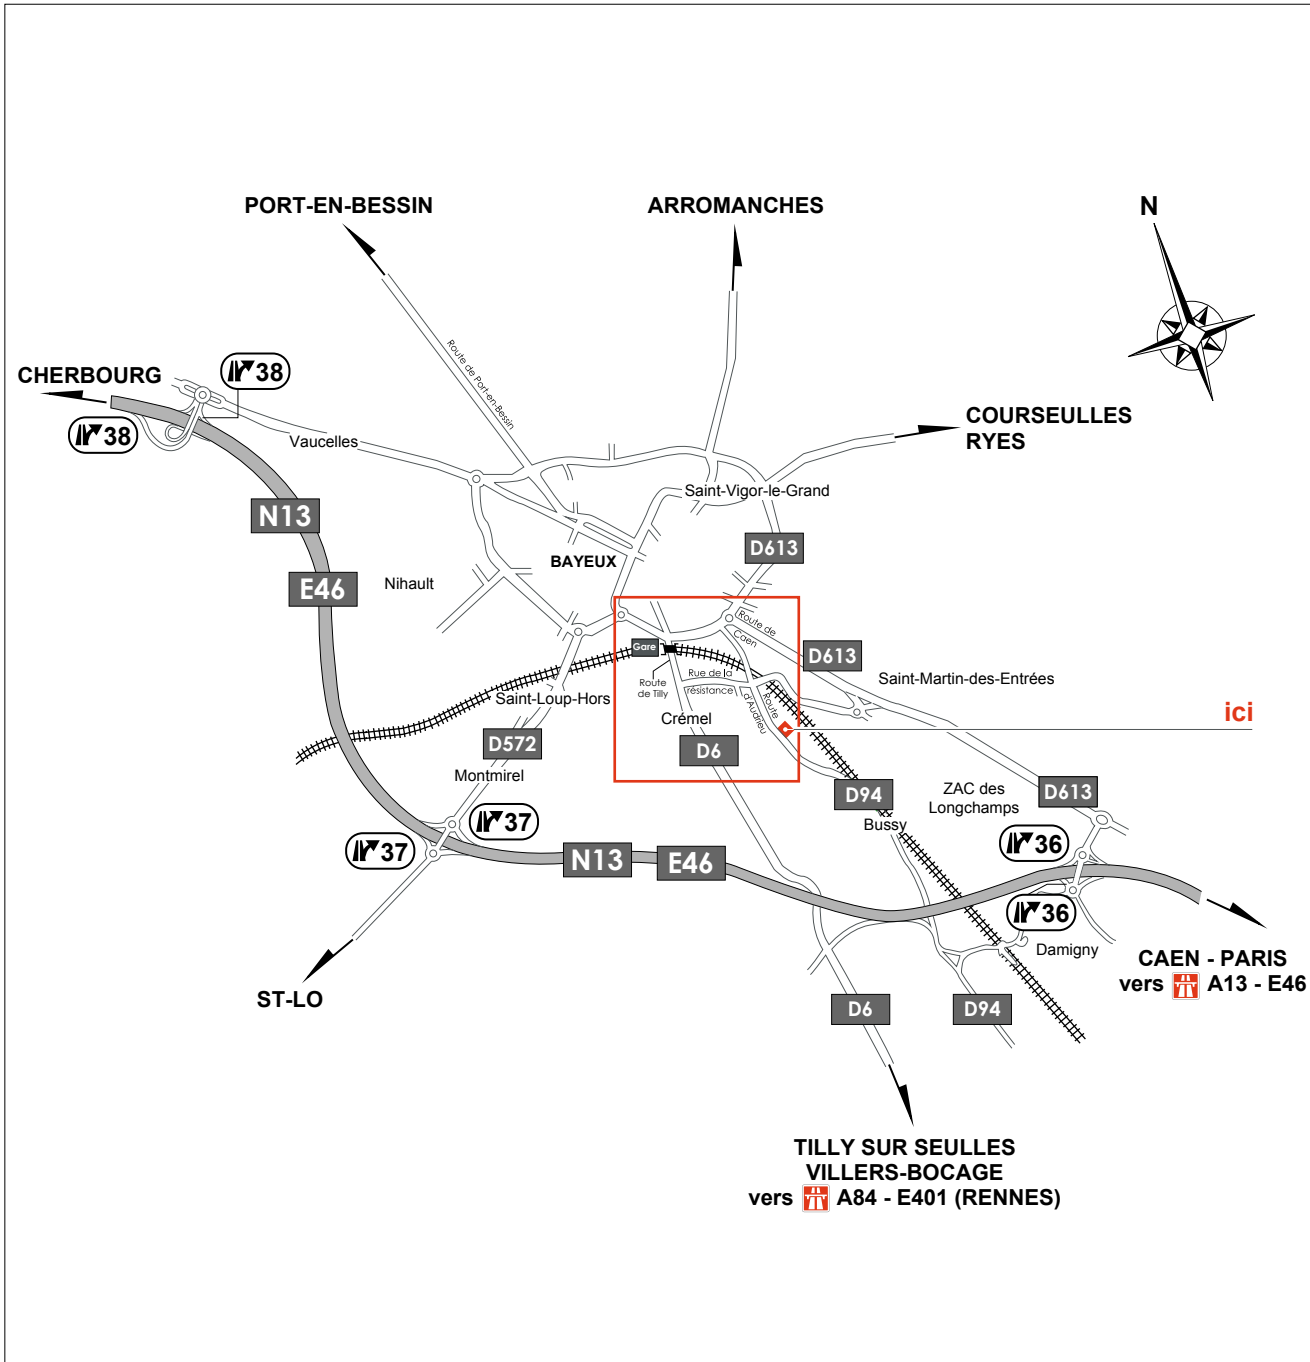 PORT-EN-BESSIN
ARROMANCHES
N
CHERBOURG
38
38
Route de Port-en-Bessin
COURSEULLES
RYES
Vaucelles
Saint-Vigor-le-Grand
N13
D613
BAYEUX
E46
Nihault
Route de
Caen
Gare
D613
Rue de la
résistance
Route
de Tilly
Saint-Martin-des-Entrées
Saint-Loup-Hors
Route
d'Audrieu
Crémel
ici
D572
D6
Montmirel
D94
ZAC des
Longchamps
D613
Bussy
37
37
36
N13
E46
36
Damigny
CAEN - PARIS
vers A13 - E46
ST-LO
D6
D94
TILLY SUR SEULLES
VILLERS-BOCAGE
vers A84 - E401 (RENNES)